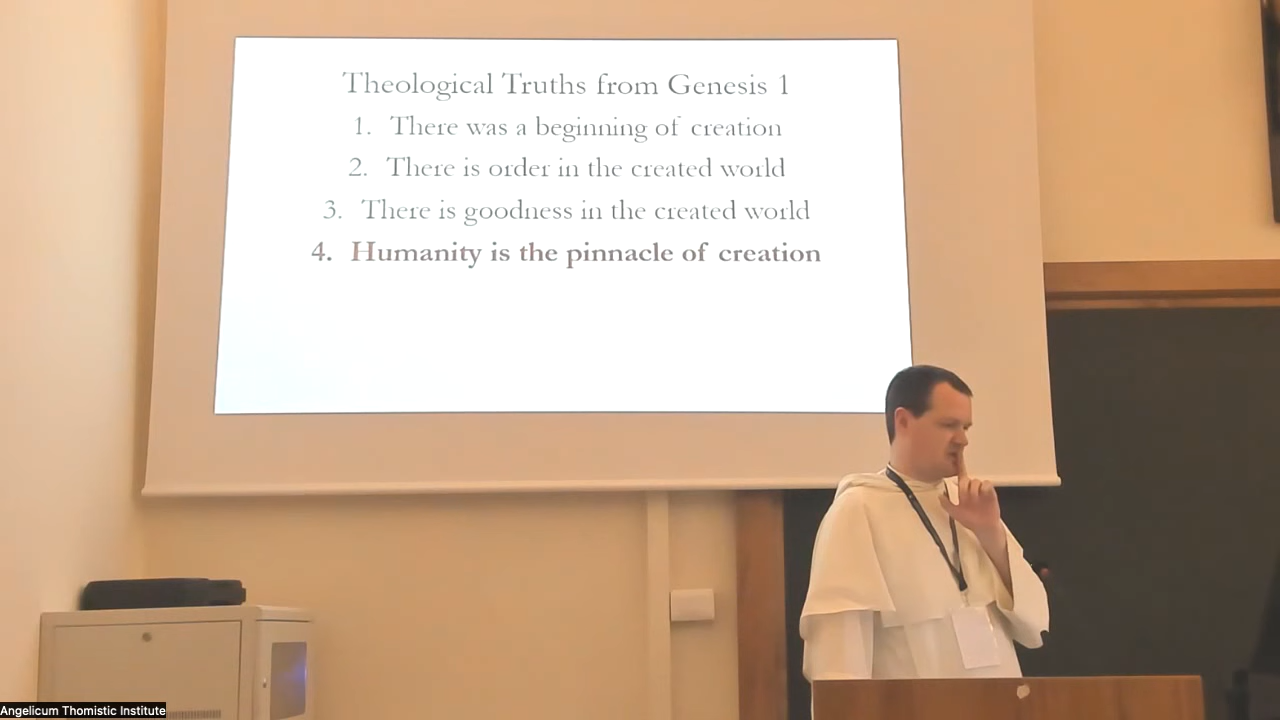 Theological Truths from Genesis 1
1. There was a beginning of creation
2. There is order in the created world
3. There is goodness in the created world
4. Humanity is the pinnacle of creation
Angelicum Thomistic Institute